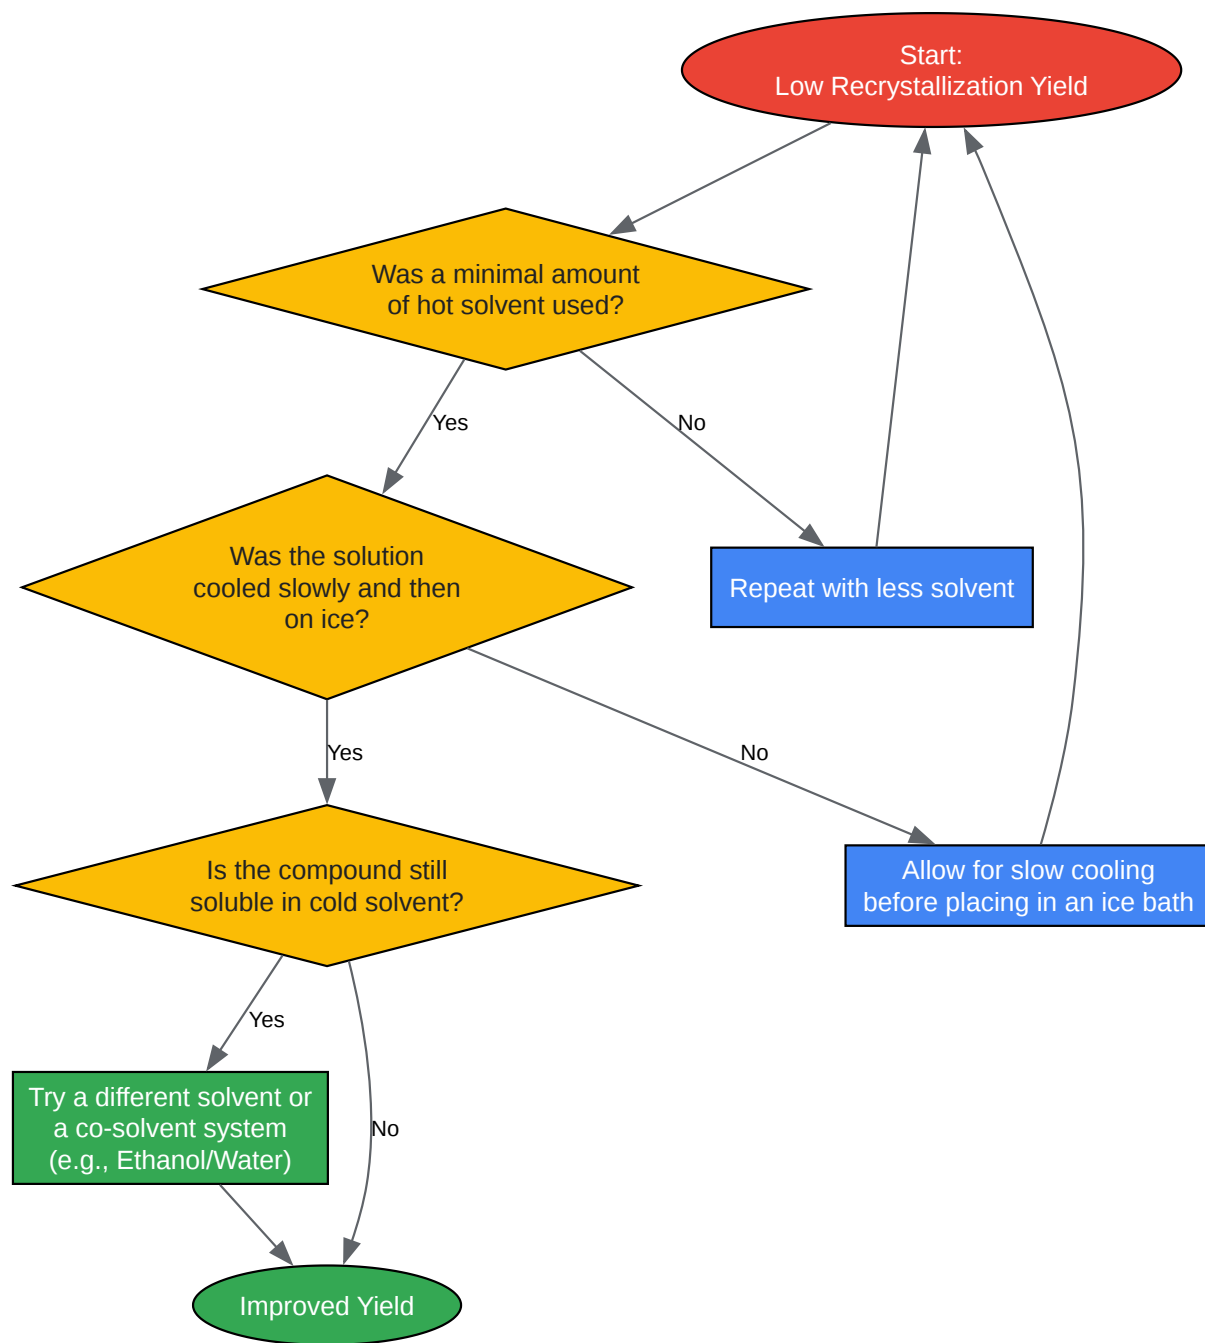 Start:
Low Recrystallization Yield
Was a minimal amount
of hot solvent used?
Yes
No
Was the solution
cooled slowly and then
on ice?
Repeat with less solvent
Yes
No
Is the compound still
soluble in cold solvent?
Allow for slow cooling
before placing in an ice bath
Yes
No
Try a different solvent or
a co-solvent system
(e.g., Ethanol/Water)
Improved Yield